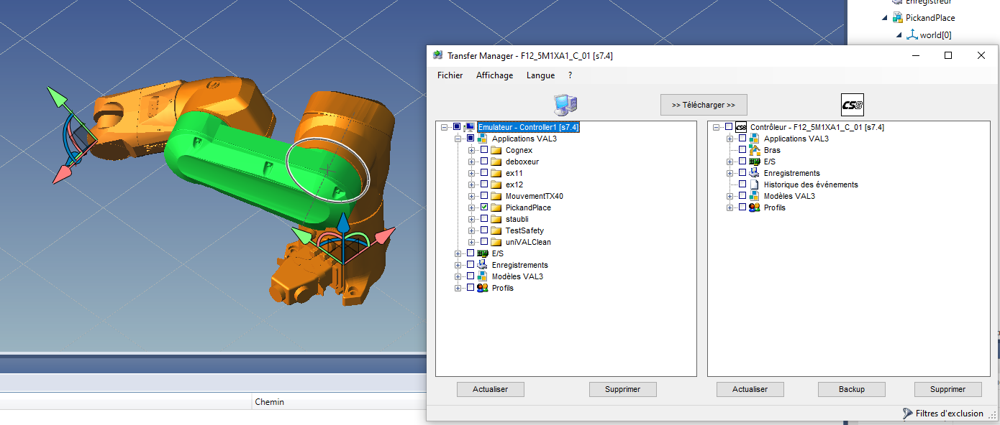 Enregistreur
PickandPlace
world[0]
Transfer Manager - F12_5M1XA1_C_01 [s7.4]
Fichier Affichage Langue ?
>> Télécharger >>
CS8
Emulateur - Controller1 [s7.4]
Applications VAL3
Cognex
deboxeur
ex11
ex12
MouvementTX40
PickandPlace
staubli
TestSafety
uniVALClean
E/S
Enregistrements
Modèles VAL3
Profils
Actualiser Supprimer
CS8 Contrôleur - F12_5M1XA1_C_01 [s7.4]
Applications VAL3
Bras
E/S
Enregistrements
Historique des événements
Modèles VAL3
Profils
Actualiser Backup Supprimer
Filtres d'exclusion
Chemin